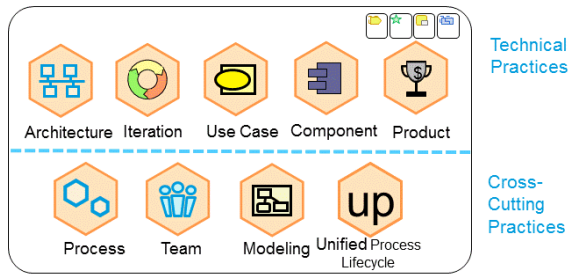 Technical
Practices
$
Architecture Iteration Use Case Component Product
Cross-
Cutting
Practices
up
Process Team Modeling Unified Process
Lifecycle